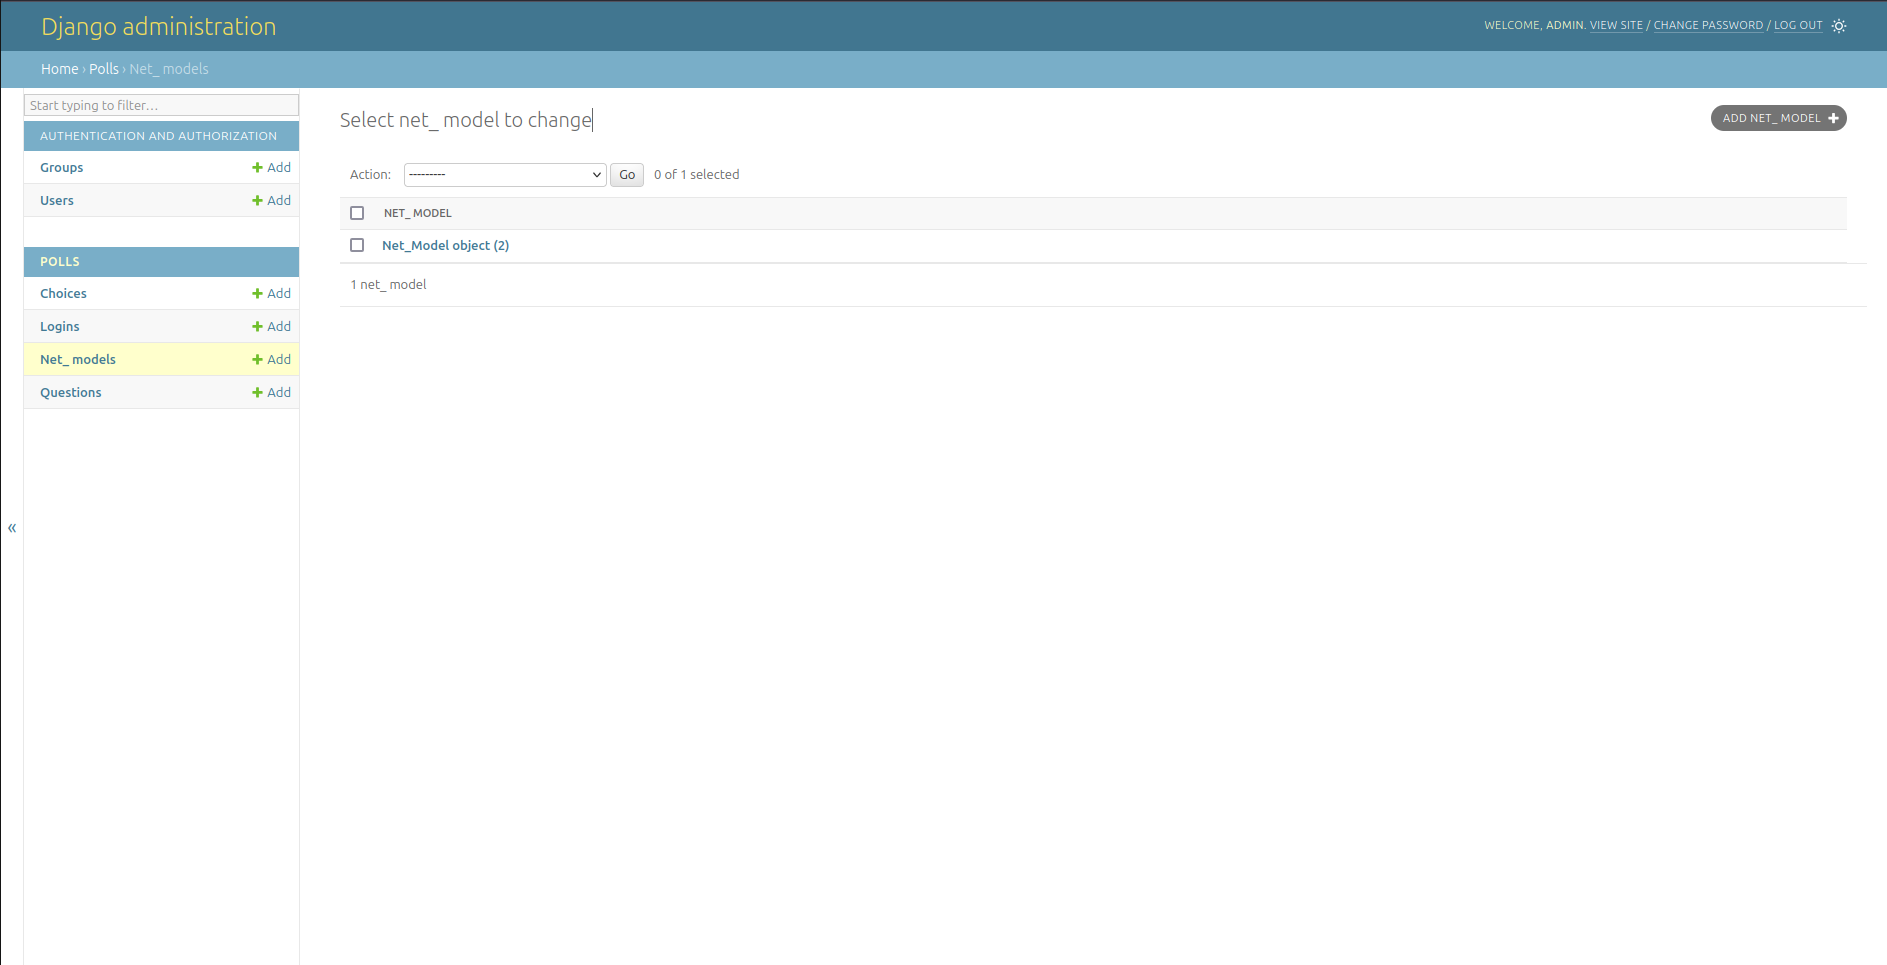 Django administration
WELCOME, ADMIN. VIEW SITE / CHANGE PASSWORD / LOG OUT
Home › Polls › Net_ models
Start typing to filter…
AUTHENTICATION AND AUTHORIZATION
Groups + Add
Users + Add
POLLS
Choices + Add
Logins + Add
Net_ models + Add
Questions + Add
«
Select net_ model to change
ADD NET_ MODEL +
Action: --------- Go 0 of 1 selected
NET_ MODEL
Net_Model object (2)
1 net_ model